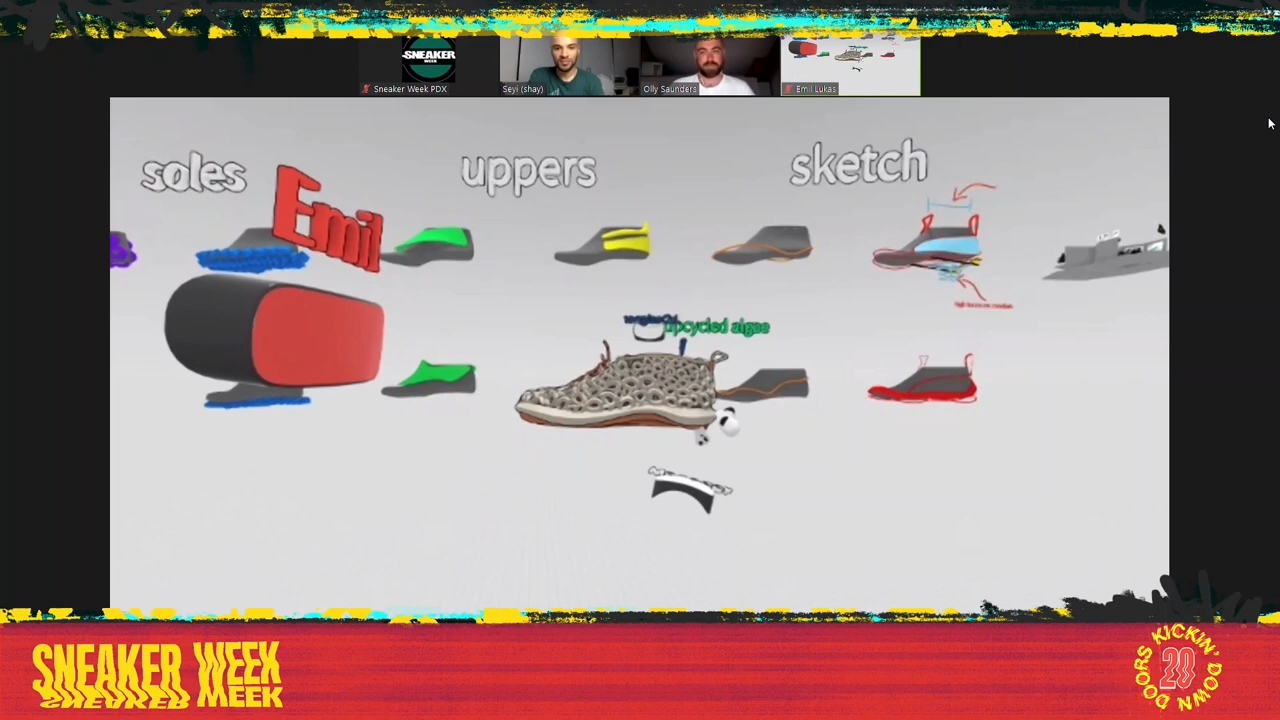 SNEAKER
WEEK
Sneaker Week PDX
Seyi (shay)
Olly Saunders
Emil Lukas
soles
uppers
sketch
Emil
upcycled algae
SNEAKER WEEK
KICKIN' DOWN DOORS
20